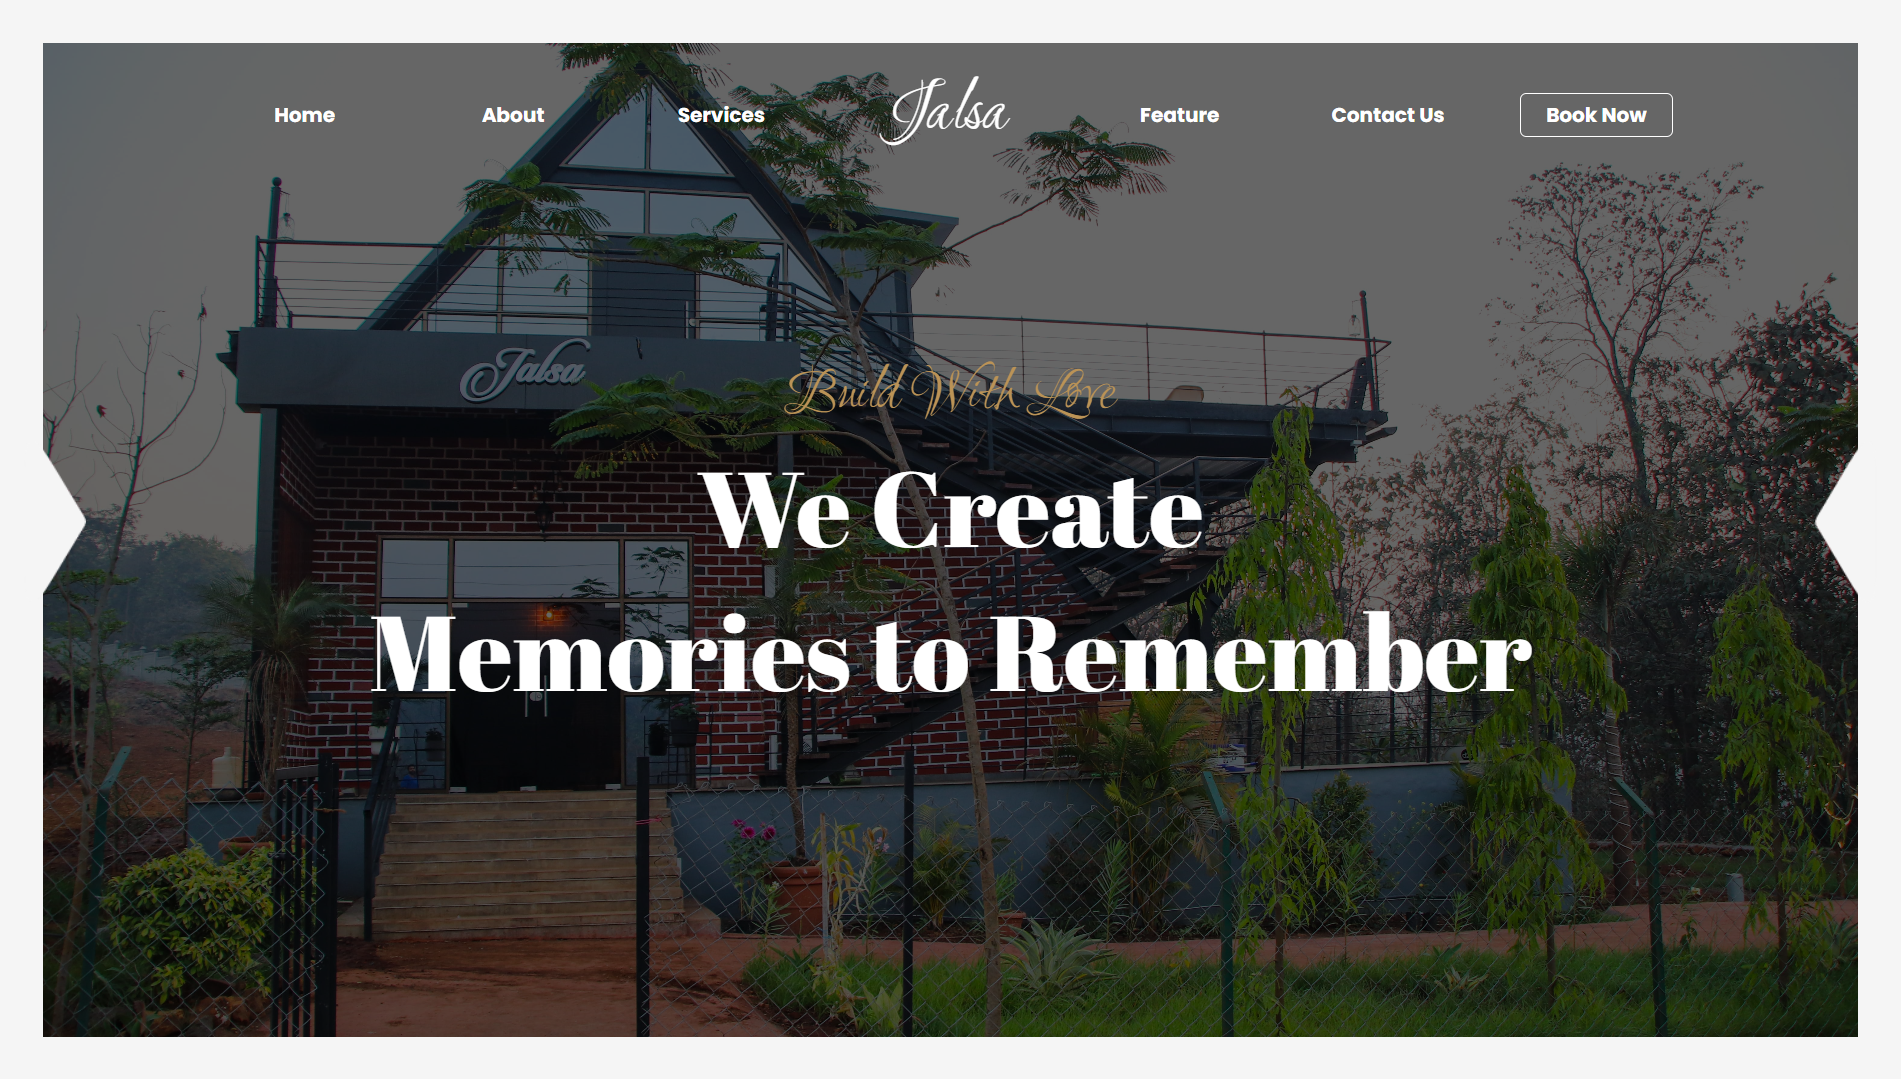 Home About Services Jalsa Feature Contact Us Book Now
Jalsa
Build With Love
We Create
Memories to Remember